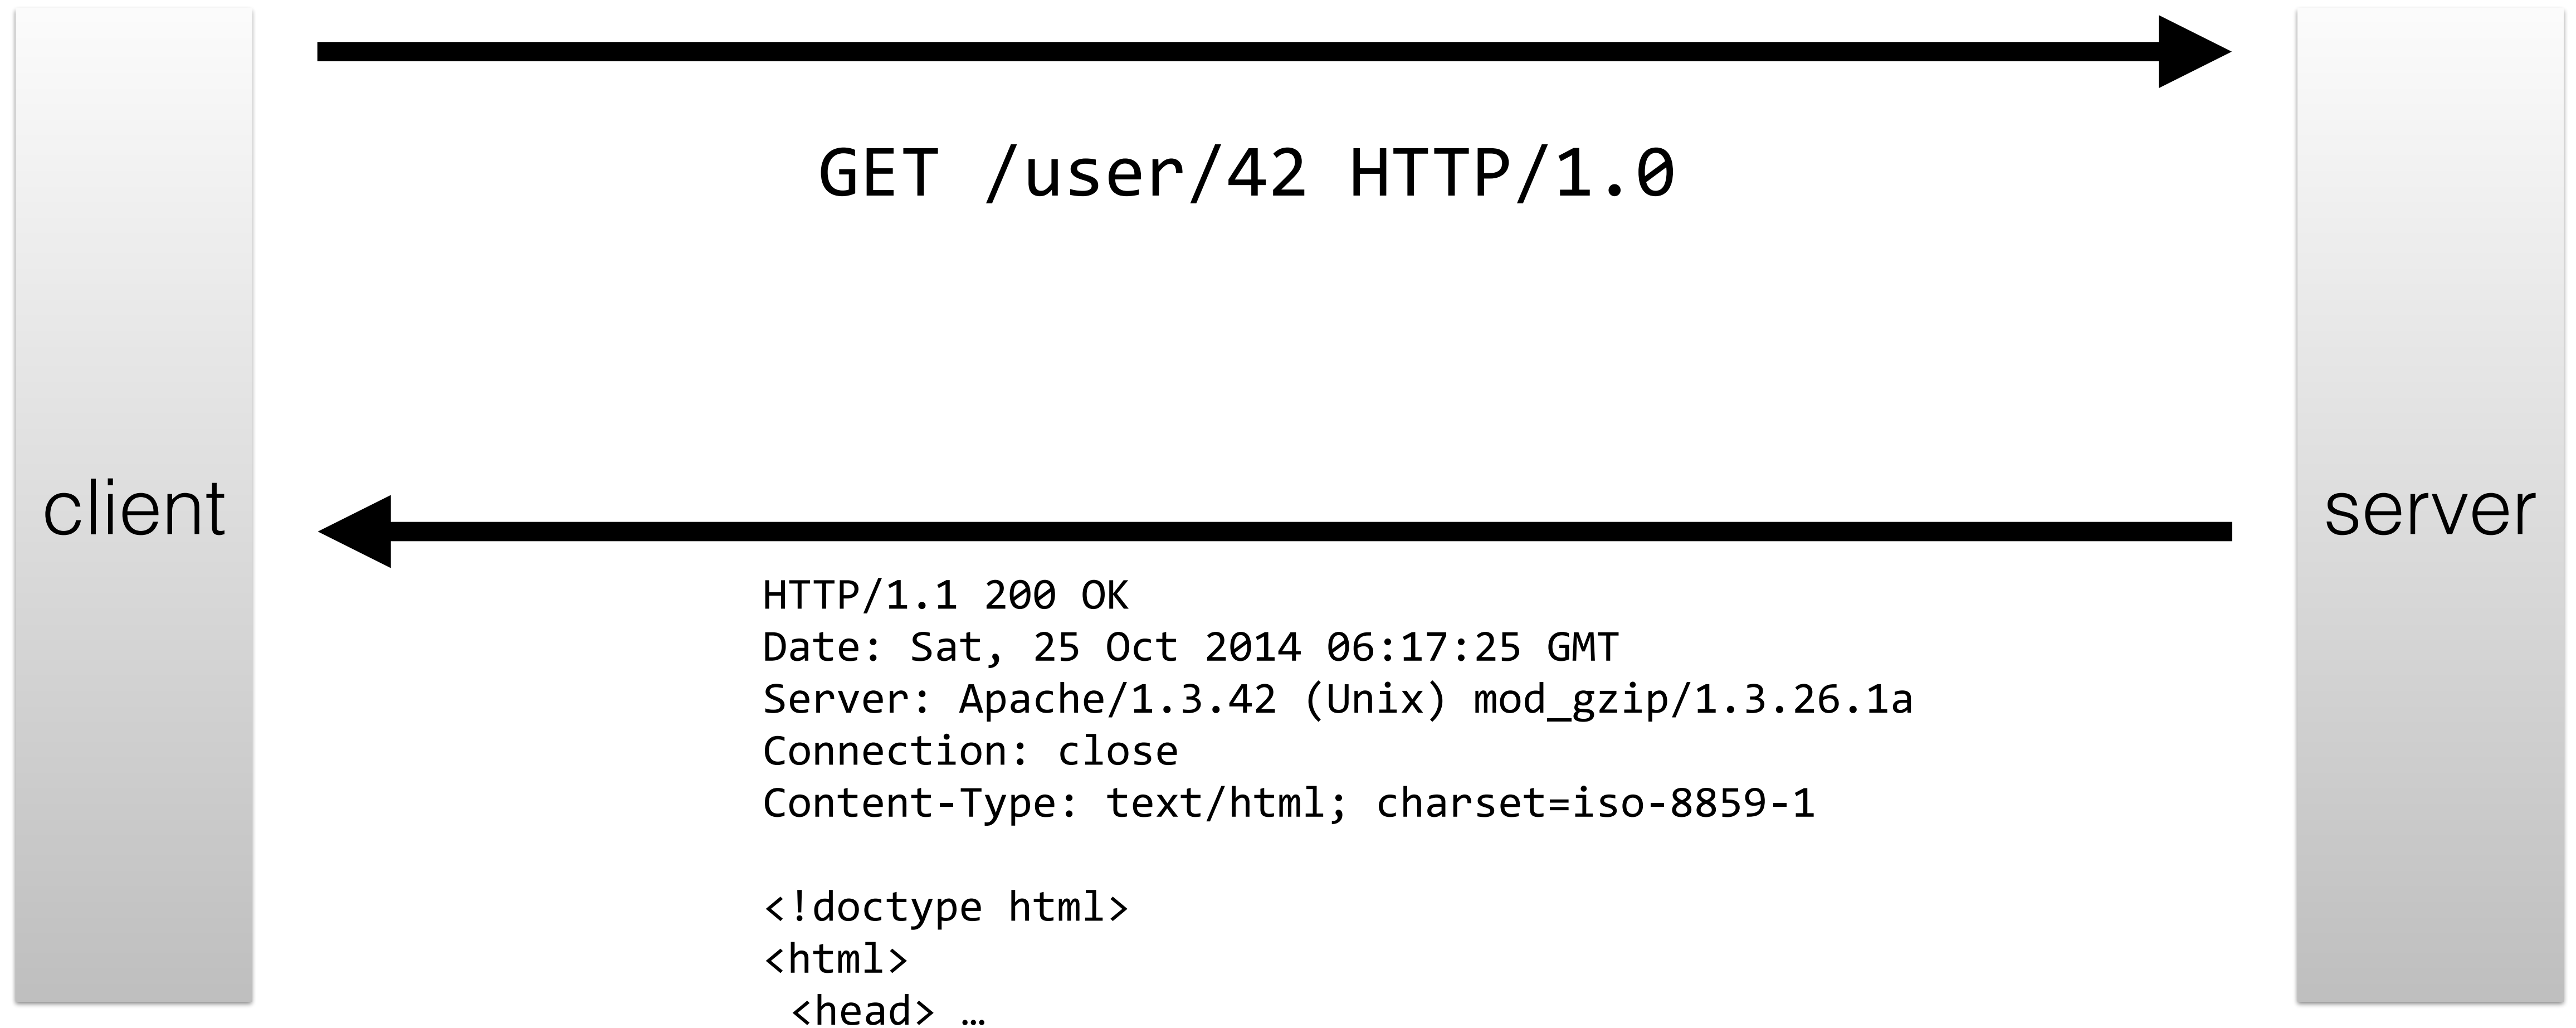 GET /user/42 HTTP/1.0
client
server
HTTP/1.1 200 OK
Date: Sat, 25 Oct 2014 06:17:25 GMT
Server: Apache/1.3.42 (Unix) mod_gzip/1.3.26.1a
Connection: close
Content-Type: text/html; charset=iso-8859-1

<!doctype html>
<html>
 <head> …